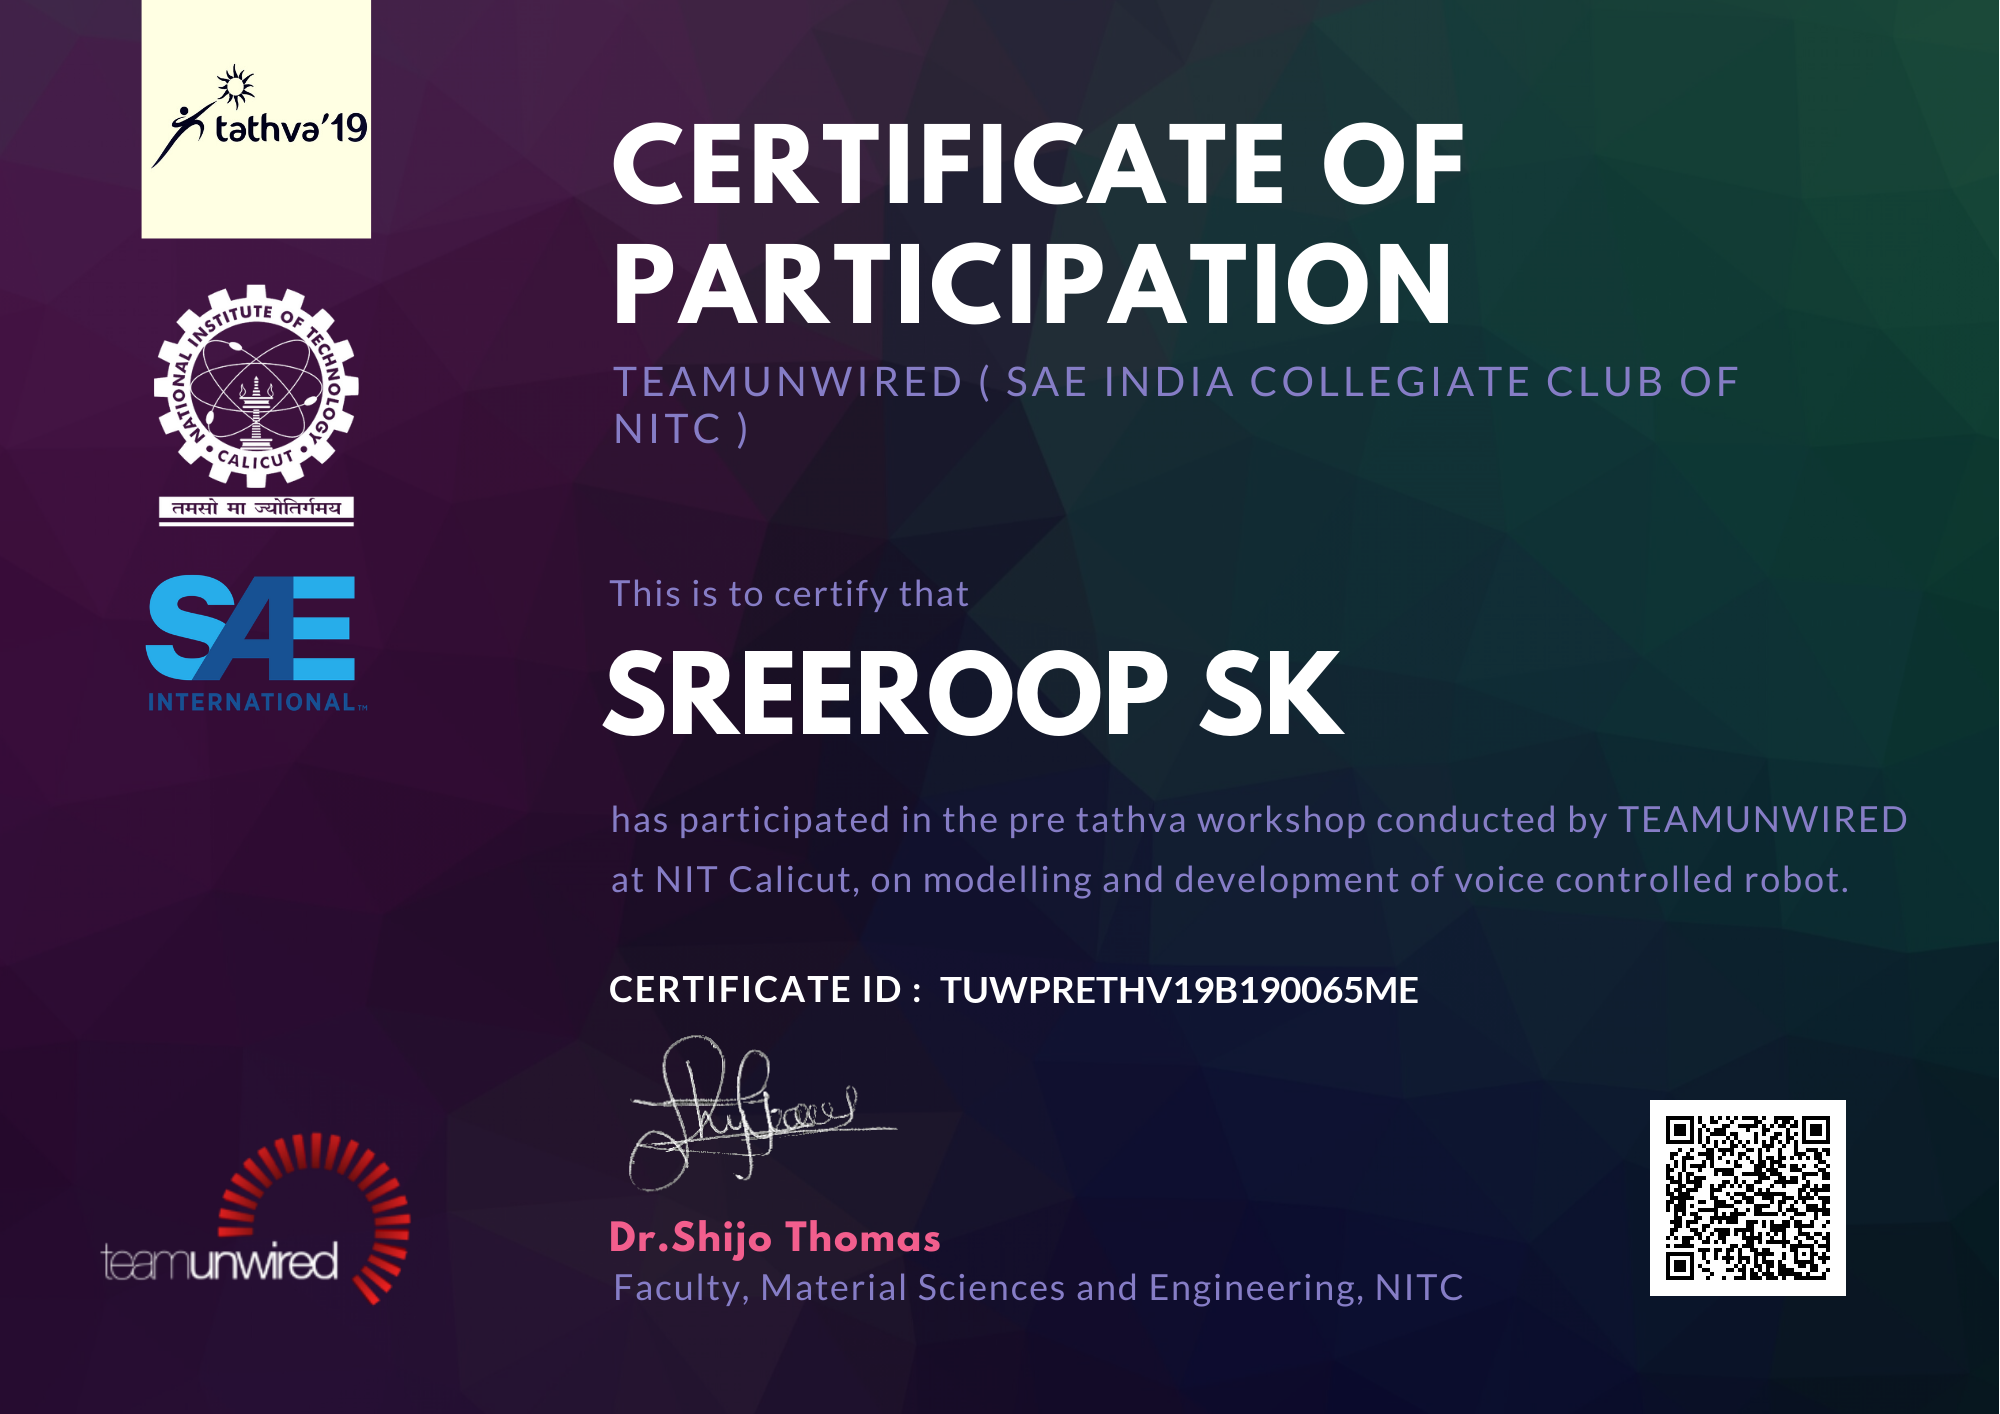 tathva'19
NATIONAL INSTITUTE OF TECHNOLOGY
• CALICUT •
तमसो मा ज्योतिर्गमय
SAE
INTERNATIONAL™
teamunwired
CERTIFICATE OF
PARTICIPATION
TEAMUNWIRED ( SAE INDIA COLLEGIATE CLUB OF
NITC )
This is to certify that
SREEROOP SK
has participated in the pre tathva workshop conducted by TEAMUNWIRED
at NIT Calicut, on modelling and development of voice controlled robot.
CERTIFICATE ID : TUWPRETHV19B190065ME
Dr.Shijo Thomas
Faculty, Material Sciences and Engineering, NITC